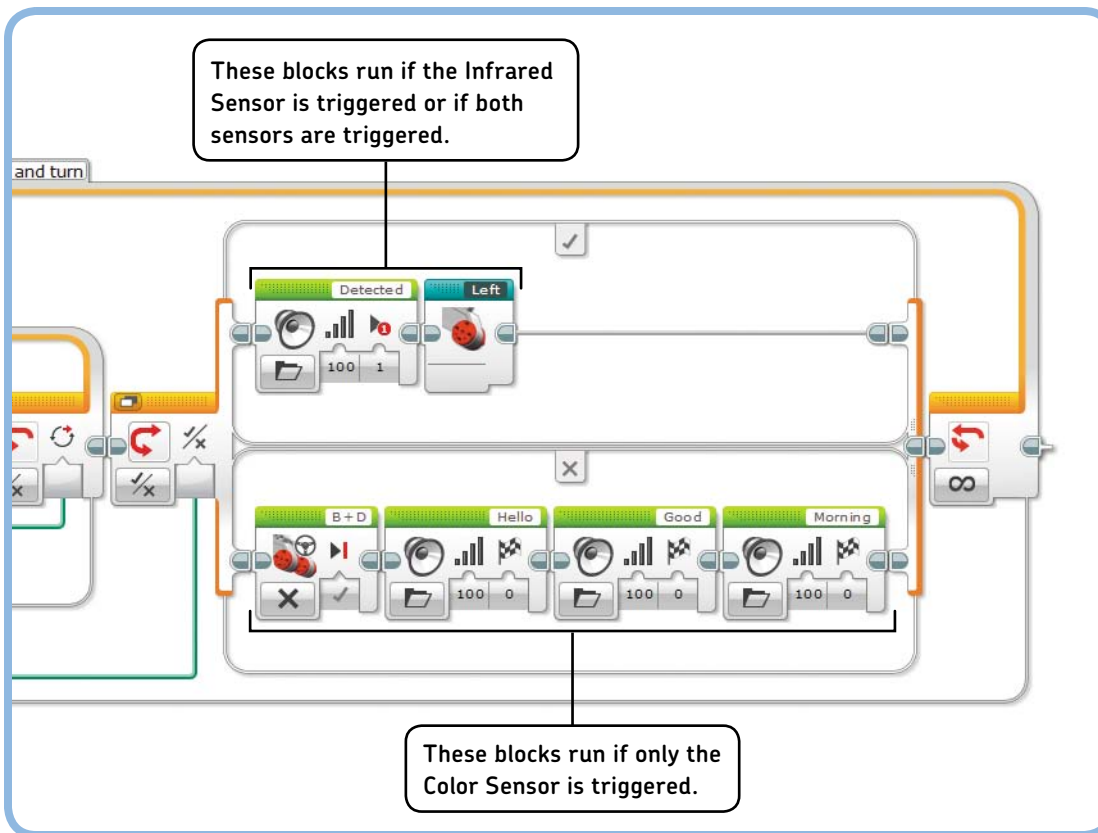 These blocks run if the Infrared
Sensor is triggered or if both
sensors are triggered.
and turn
Detected
Left
100 1
B+D
Hello
Good
Morning
100 0
100 0
100 0
These blocks run if only the
Color Sensor is triggered.